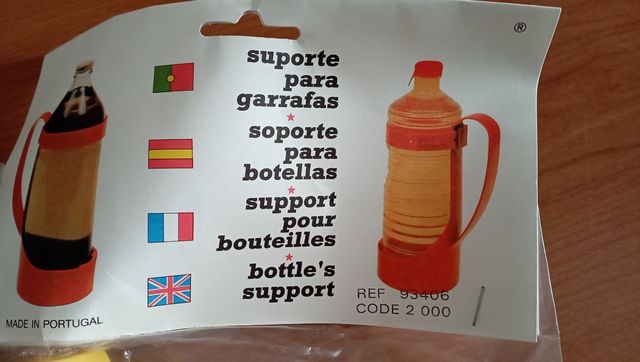 ®
suporte
para
garrafas
soporte
para
botellas
support
pour
bouteilles
bottle's
support
REF 93406
CODE 2 000
MADE IN PORTUGAL